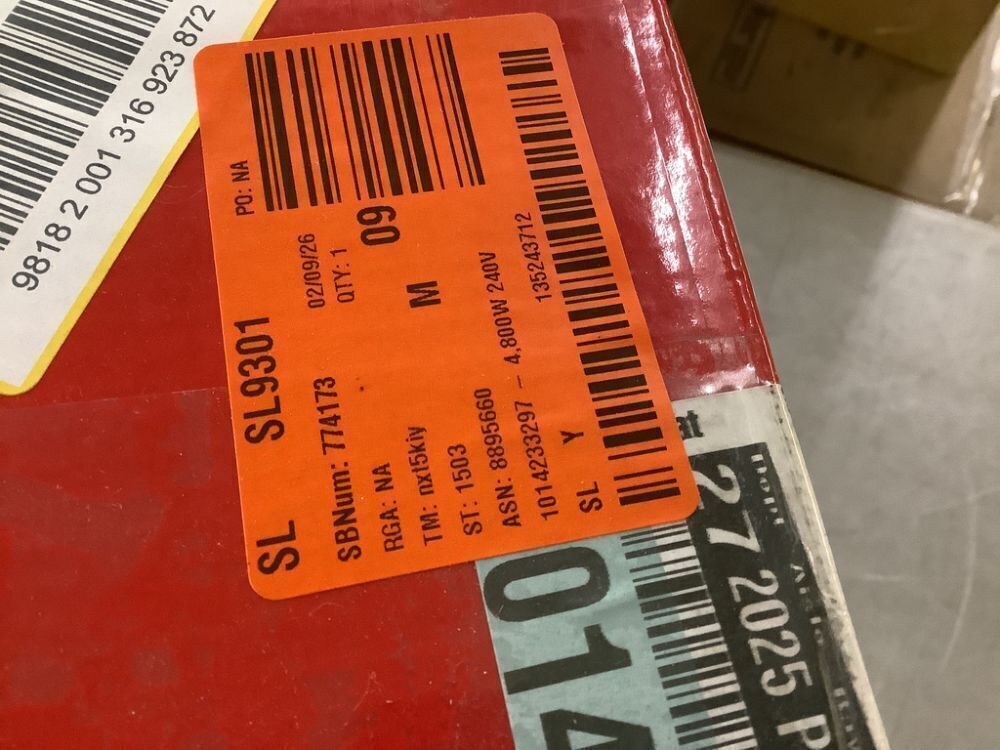 9818 2 001 316 923 872
SL SL9301 PO: NA
SBNum: 774173 02/09/26
RGA: NA QTY: 1
TM: nxt5kiy M 09
ST: 1503
ASN: 8895660
1014233297 - 4,800W 240V
SL Y 135243712
014
27 2025 P